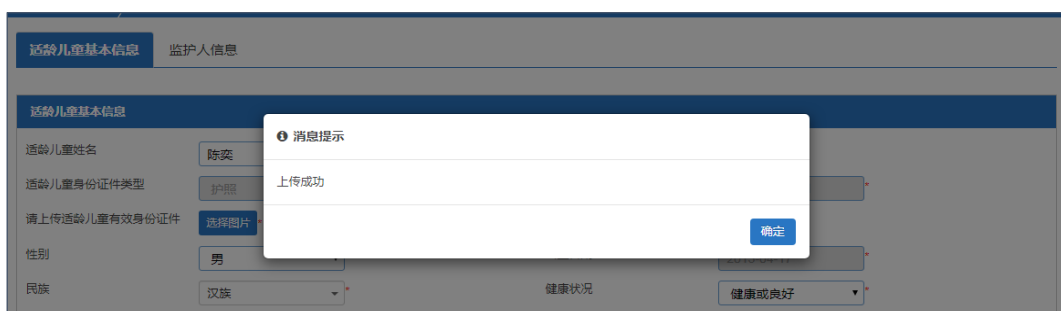 适龄儿童基本信息 监护人信息
适龄儿童基本信息
消息提示
适龄儿童姓名 陈奕
上传成功
适龄儿童身份证件类型 护照 *
请上传适龄儿童有效身份证件 选择图片 *
确定
性别 男 *
民族 汉族 * 健康状况 健康或良好 *